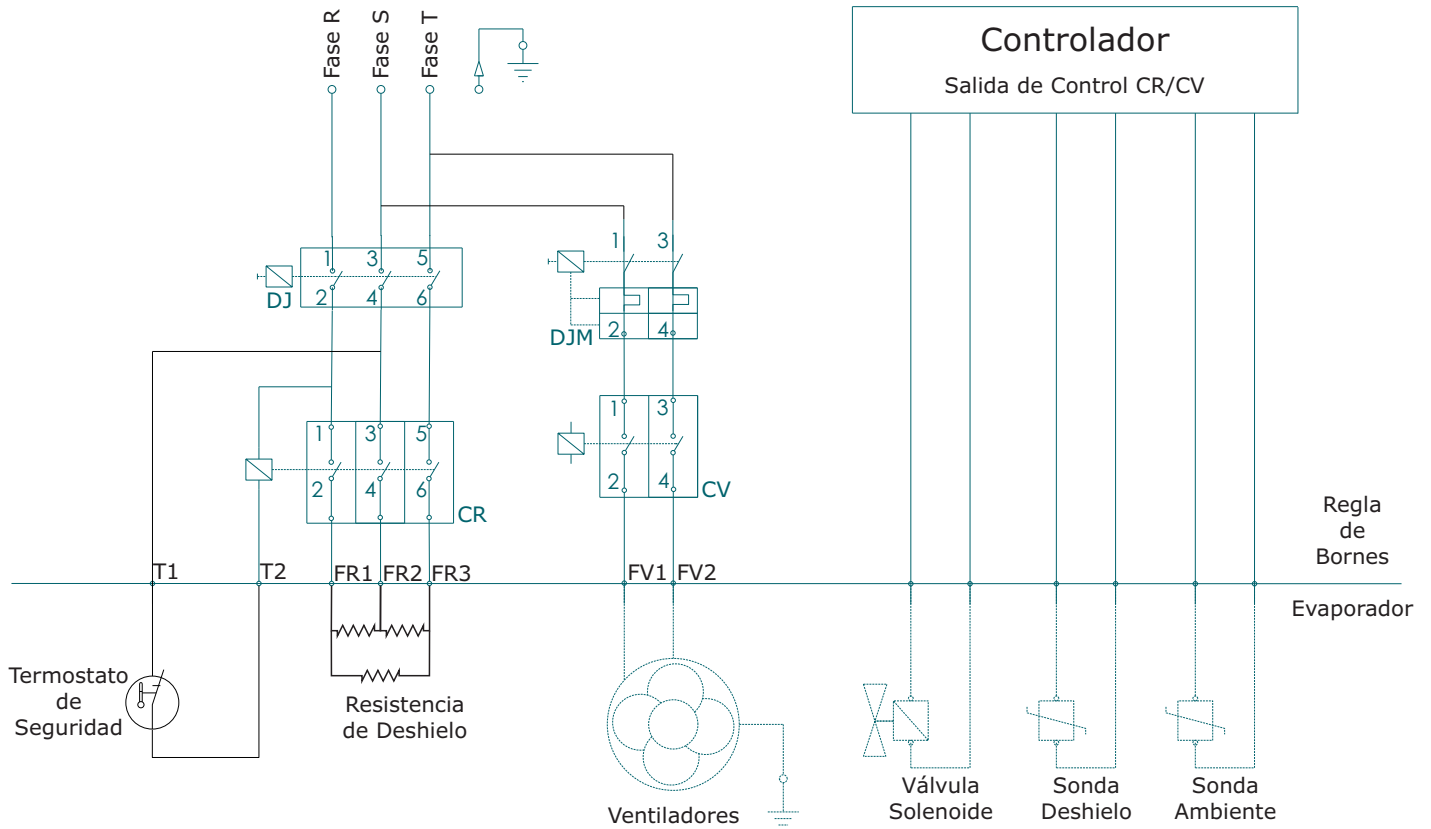 Fase R
Fase S
Fase T
Controlador
Salida de Control CR/CV
1 3 5
DJ
2 4 6
1 3
DJM
2 4
1 3 5
2 4 6
CR
1 3
2 4
CV
Regla
de
Bornes
T1 T2 FR1 FR2 FR3 FV1 FV2
Evaporador
Termostato
de
Seguridad
Resistencia
de Deshielo
Ventiladores
Válvula
Solenoide
Sonda
Deshielo
Sonda
Ambiente